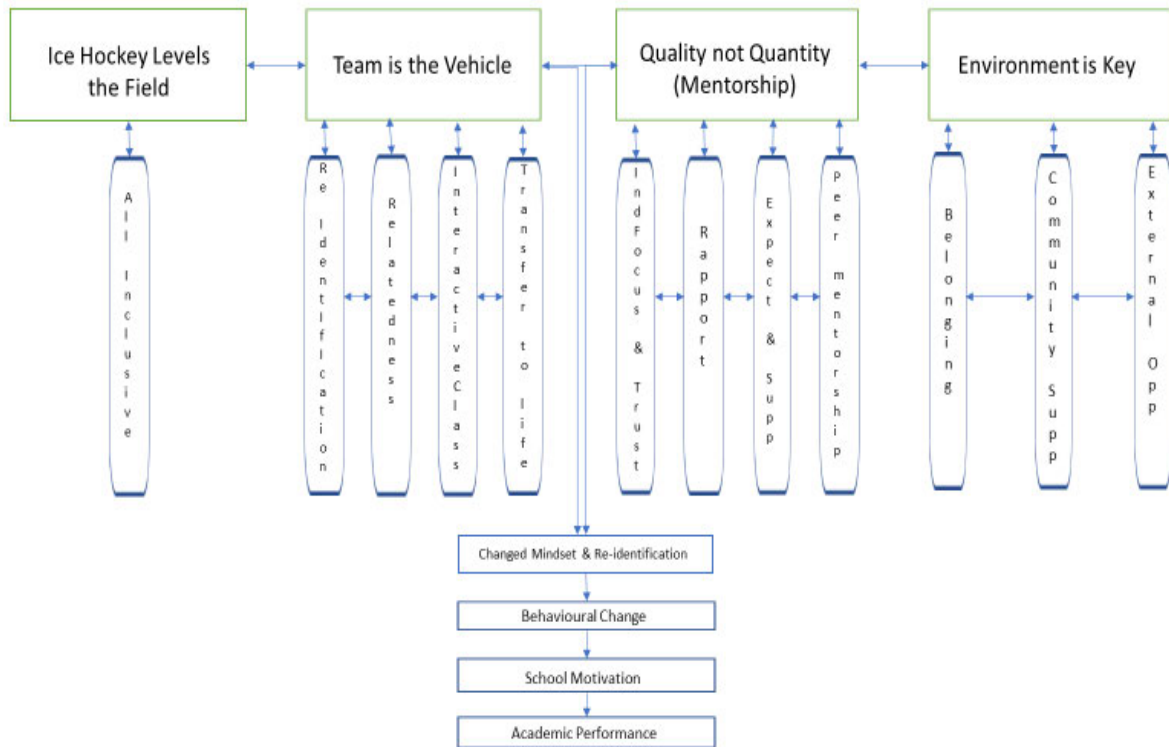 Ice Hockey Levels
the Field
Team is the Vehicle
Quality not Quantity
(Mentorship)
Environment is Key
All Inclusive
Re Identification
Relatedness
InteractiveClass
Transfer to life
IndFocus & Trust
Rapport
Expect & Supp
Peer mentorship
Belonging
Community Supp
External Opp
Changed Mindset & Re-identification
Behavioural Change
School Motivation
Academic Performance